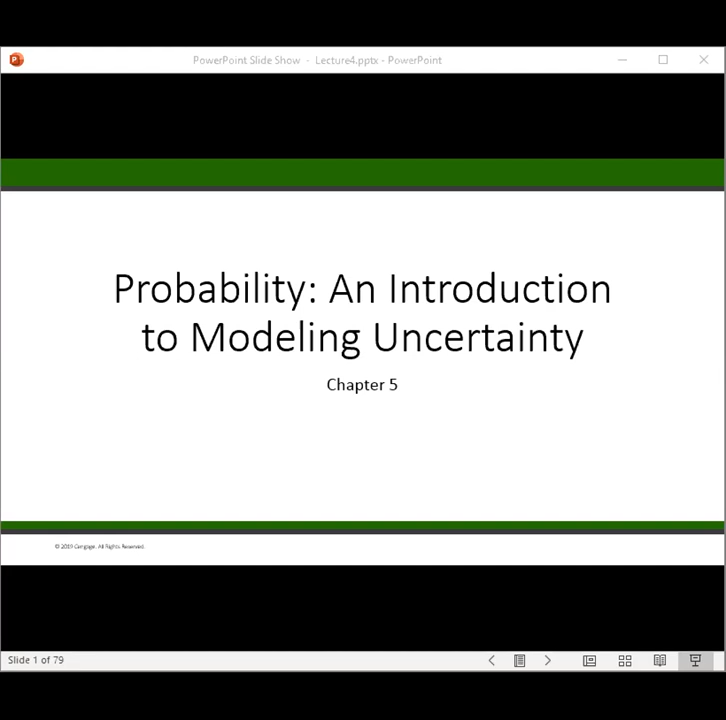 PowerPoint Slide Show - Lecture4.pptx - PowerPoint
Probability: An Introduction
to Modeling Uncertainty
Chapter 5
© 2019 Cengage. All Rights Reserved.
Slide 1 of 79